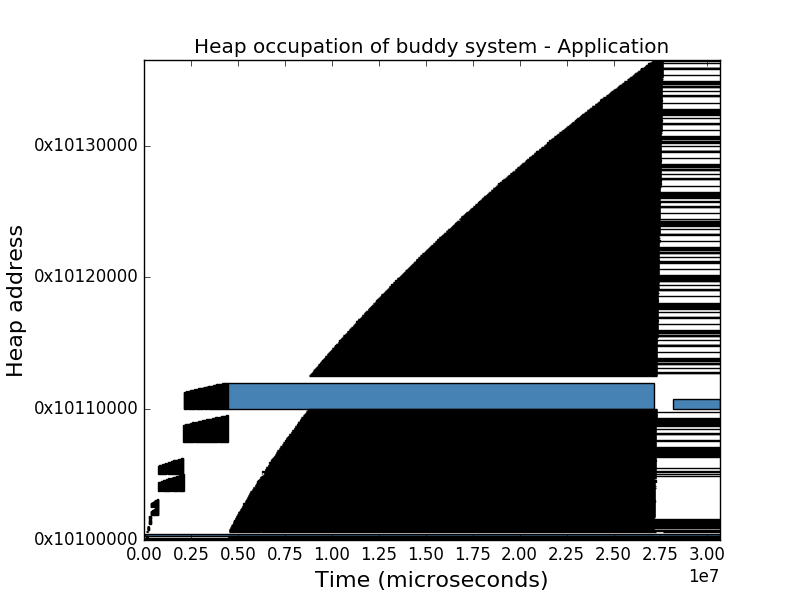 Heap occupation of buddy system - Application
Heap address
0x10130000
0x10120000
0x10110000
0x10100000
0.00 0.25 0.50 0.75 1.00 1.25 1.50 1.75 2.00 2.25 2.50 2.75 3.00
1e7
Time (microseconds)